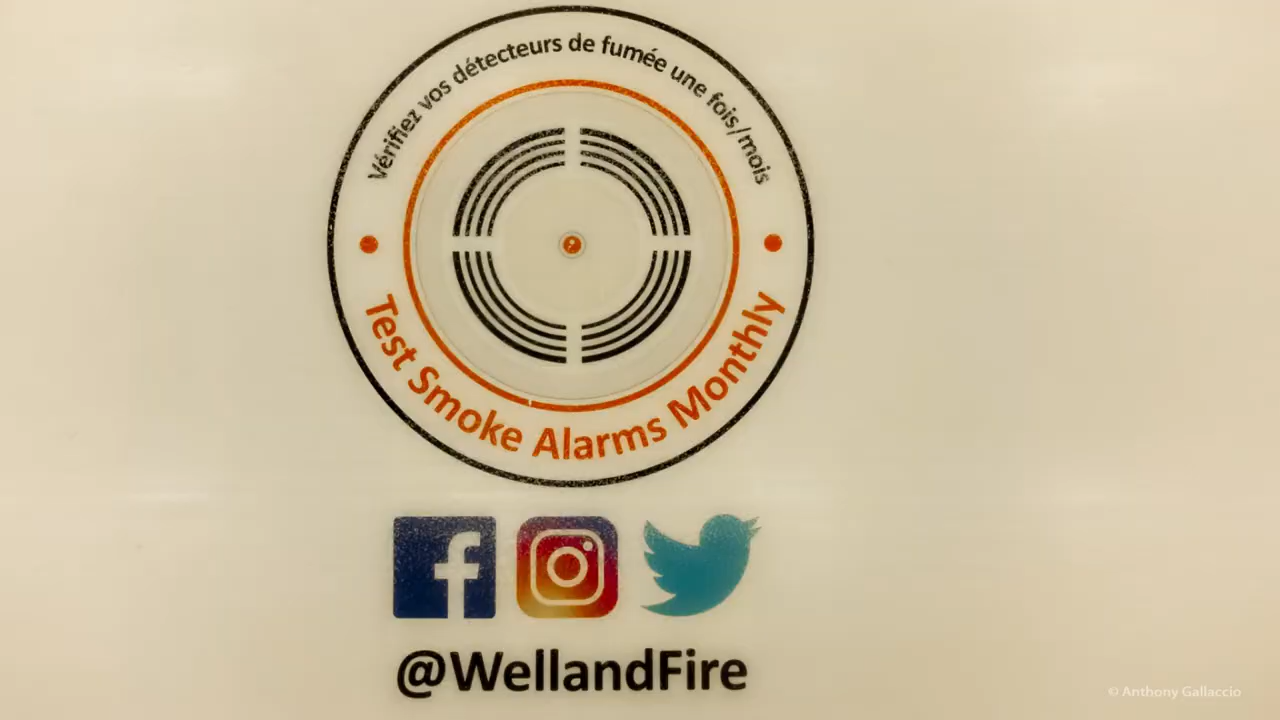 Vérifiez vos détecteurs de fumée une fois/mois
Test Smoke Alarms Monthly
@WellandFire
© Anthony Gallaccio